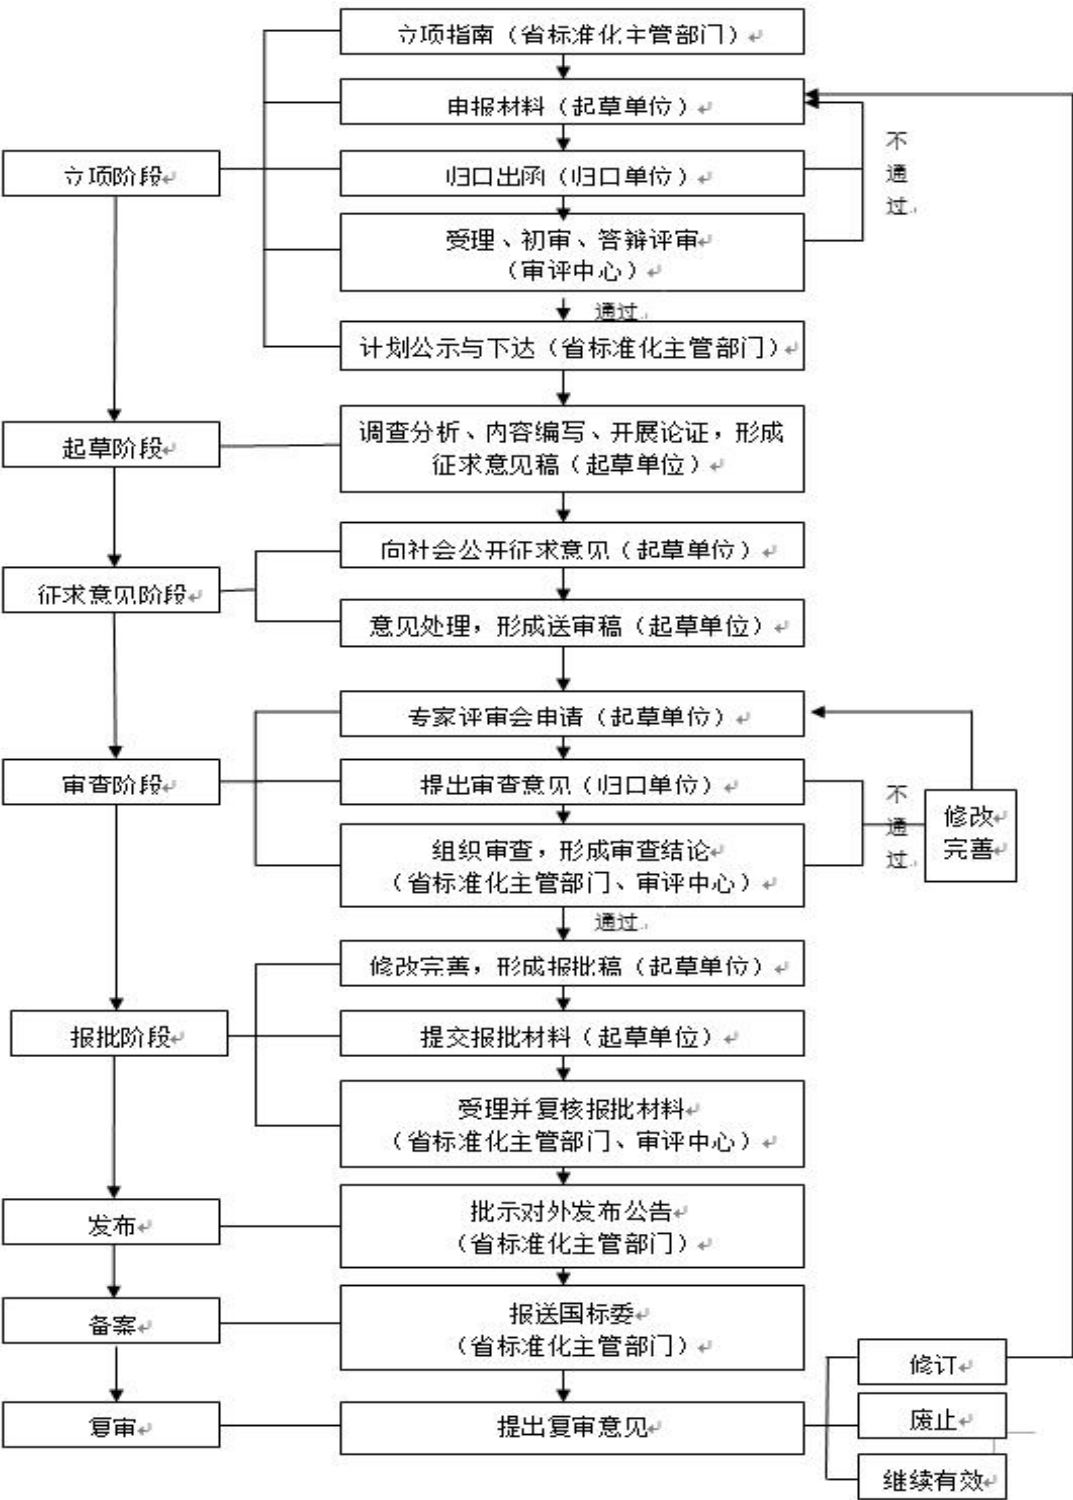 立项指南（省标准化主管部门）
申报材料（起草单位）
不
通
过
立项阶段
归口出函（归口单位）
受理、初审、答辩评审
（审评中心）
通过
计划公示与下达（省标准化主管部门）
起草阶段
调查分析、内容编写、开展论证，形成
征求意见稿（起草单位）
向社会公开征求意见（起草单位）
征求意见阶段
意见处理，形成送审稿（起草单位）
专家评审会申请（起草单位）
审查阶段
提出审查意见（归口单位）
不
通
过
修改
完善
组织审查，形成审查结论
（省标准化主管部门、审评中心）
通过
修改完善，形成报批稿（起草单位）
报批阶段
提交报批材料（起草单位）
受理并复核报批材料
（省标准化主管部门、审评中心）
发布
批示对外发布公告
（省标准化主管部门）
备案
报送国标委
（省标准化主管部门）
修订
复审
提出复审意见
废止
继续有效